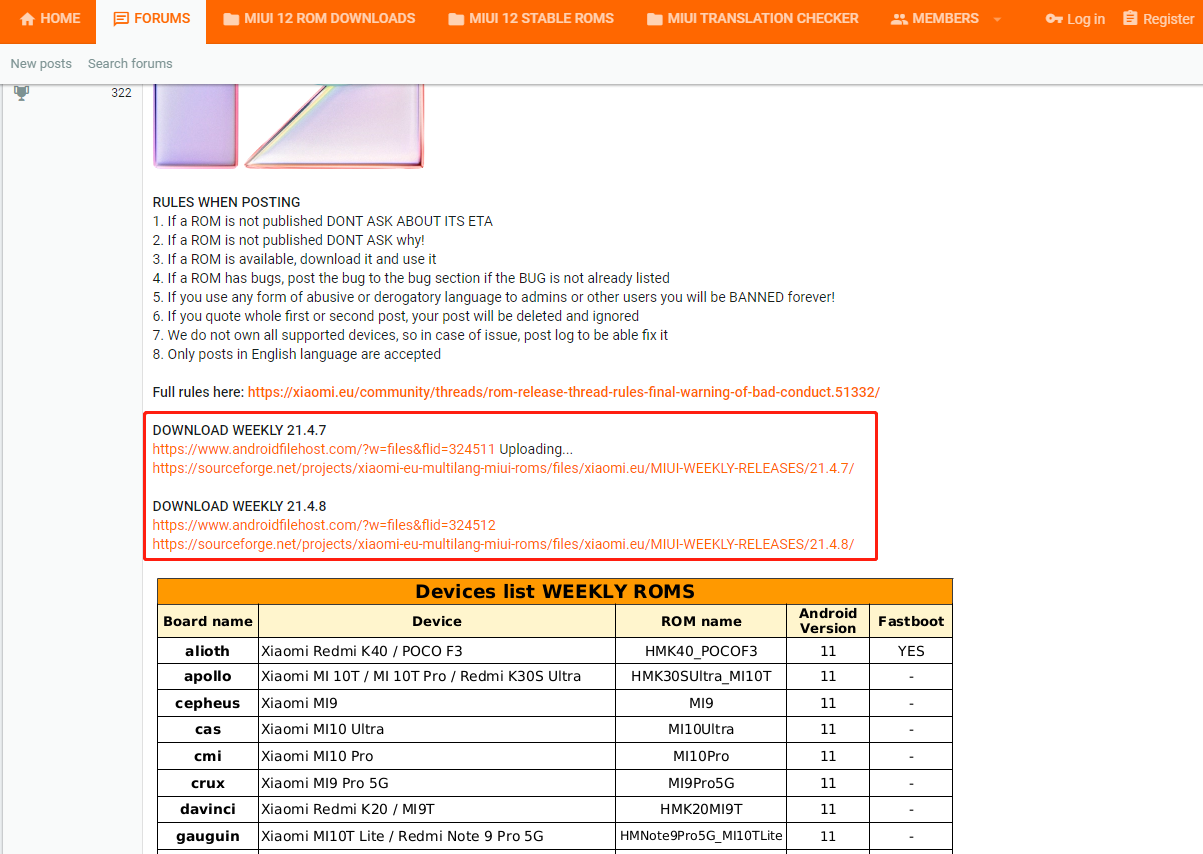 HOME FORUMS MIUI 12 ROM DOWNLOADS MIUI 12 STABLE ROMS MIUI TRANSLATION CHECKER MEMBERS Log in Register
New posts Search forums
322
RULES WHEN POSTING
1. If a ROM is not published DONT ASK ABOUT ITS ETA
2. If a ROM is not published DONT ASK why!
3. If a ROM is available, download it and use it
4. If a ROM has bugs, post the bug to the bug section if the BUG is not already listed
5. If you use any form of abusive or derogatory language to admins or other users you will be BANNED forever!
6. If you quote whole first or second post, your post will be deleted and ignored
7. We do not own all supported devices, so in case of issue, post log to be able fix it
8. Only posts in English language are accepted
Full rules here: https://xiaomi.eu/community/threads/rom-release-thread-rules-final-warning-of-bad-conduct.51332/
DOWNLOAD WEEKLY 21.4.7
https://www.androidfilehost.com/?w=files&flid=324511 Uploading...
https://sourceforge.net/projects/xiaomi-eu-multilang-miui-roms/files/xiaomi.eu/MIUI-WEEKLY-RELEASES/21.4.7/
DOWNLOAD WEEKLY 21.4.8
https://www.androidfilehost.com/?w=files&flid=324512
https://sourceforge.net/projects/xiaomi-eu-multilang-miui-roms/files/xiaomi.eu/MIUI-WEEKLY-RELEASES/21.4.8/
Devices list WEEKLY ROMS
Board name Device ROM name Android Version Fastboot
alioth Xiaomi Redmi K40 / POCO F3 HMK40_POCOF3 11 YES
apollo Xiaomi MI 10T / MI 10T Pro / Redmi K30S Ultra HMK30SUltra_MI10T 11 -
cepheus Xiaomi MI9 MI9 11 -
cas Xiaomi MI10 Ultra MI10Ultra 11 -
cmi Xiaomi MI10 Pro MI10Pro 11 -
crux Xiaomi MI9 Pro 5G MI9Pro5G 11 -
davinci Xiaomi Redmi K20 / MI9T HMK20MI9T 11 -
gauguin Xiaomi MI10T Lite / Redmi Note 9 Pro 5G HMNote9Pro5G_MI10TLite 11 -